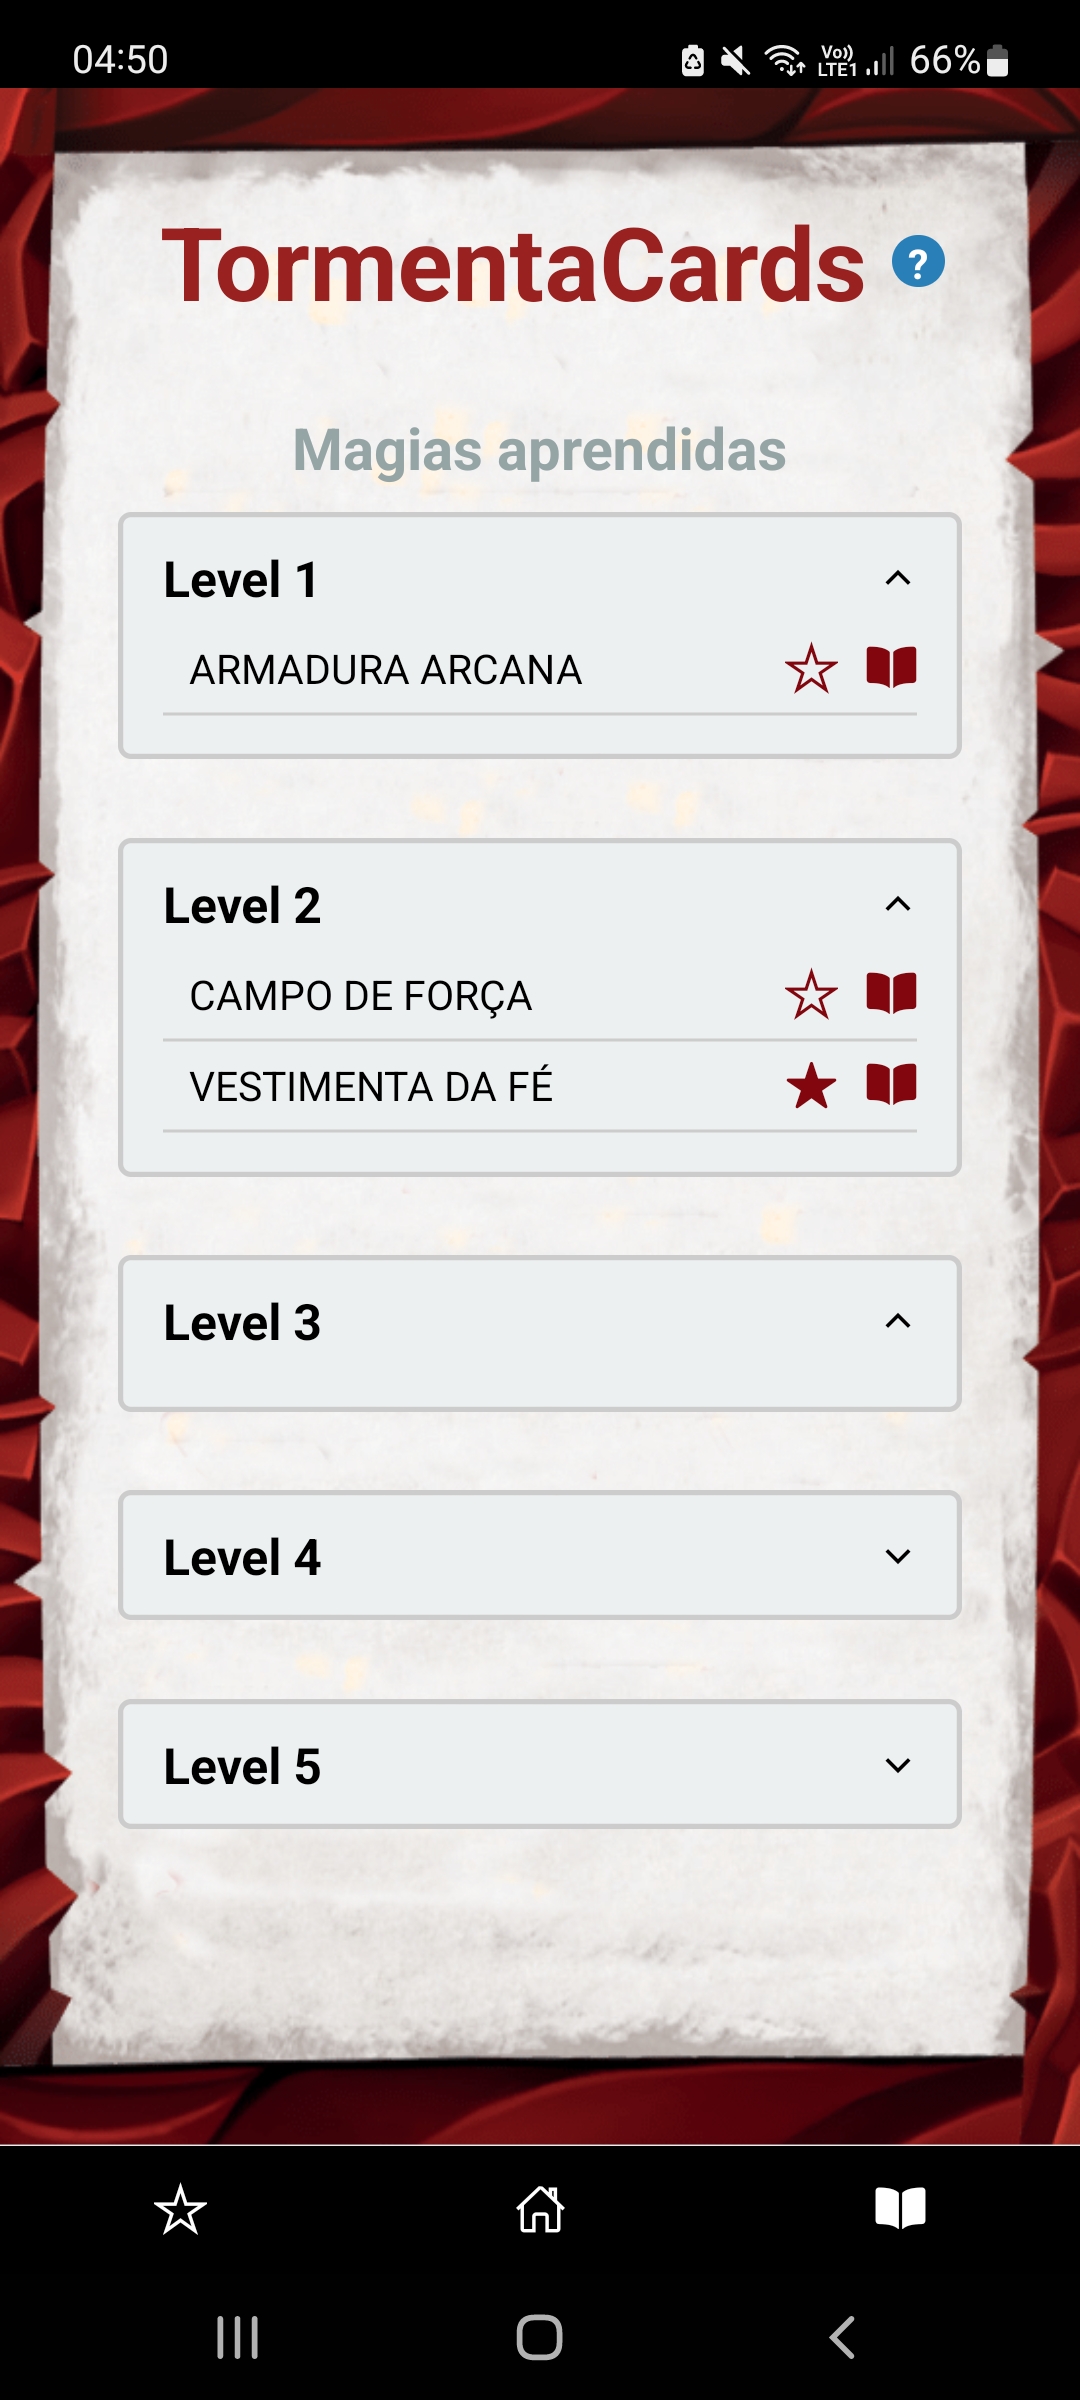 04:50
Vo)) LTE1
66%
TormentaCards ?
Magias aprendidas
Level 1
ARMADURA ARCANA
Level 2
CAMPO DE FORÇA
VESTIMENTA DA FÉ
Level 3
Level 4
Level 5